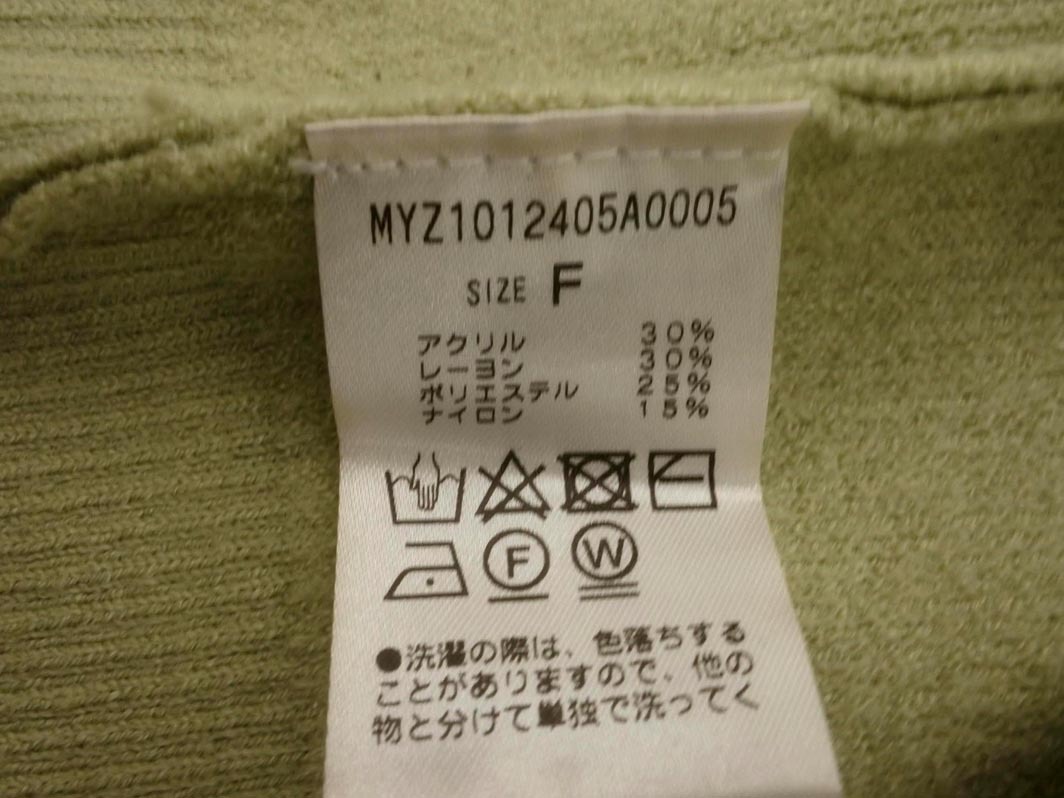 MYZ1012405A0005
SIZE F
アクリル 30%
レーヨン 30%
ポリエステル 25%
ナイロン 15%
F W
●洗濯の際は、色落ちする
ことがありますので、他の
物と分けて単独で洗ってく